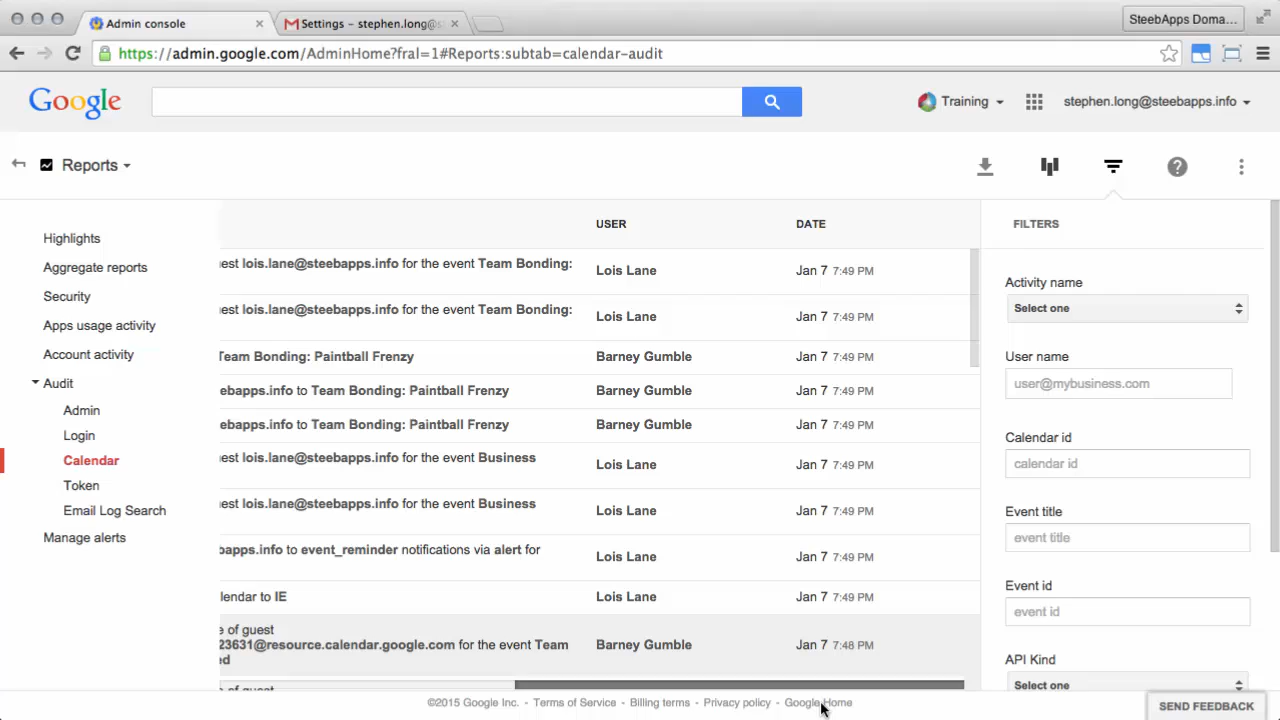 Admin console
Settings – stephen.long@s
SteebApps Doma...
https://admin.google.com/AdminHome?fral=1#Reports:subtab=calendar-audit
Google
Training
stephen.long@steebapps.info
Reports
Highlights
Aggregate reports
Security
Apps usage activity
Account activity
Audit
Admin
Login
Calendar
Token
Email Log Search
Manage alerts
USER
DATE
est lois.lane@steebapps.info for the event Team Bonding:
Lois Lane
Jan 7 7:49 PM
est lois.lane@steebapps.info for the event Team Bonding:
Lois Lane
Jan 7 7:49 PM
Team Bonding: Paintball Frenzy
Barney Gumble
Jan 7 7:49 PM
ebapps.info to Team Bonding: Paintball Frenzy
Barney Gumble
Jan 7 7:49 PM
ebapps.info to Team Bonding: Paintball Frenzy
Barney Gumble
Jan 7 7:49 PM
est lois.lane@steebapps.info for the event Business
Lois Lane
Jan 7 7:49 PM
est lois.lane@steebapps.info for the event Business
Lois Lane
Jan 7 7:49 PM
bapps.info to event_reminder notifications via alert for
Lois Lane
Jan 7 7:49 PM
lendar to IE
Lois Lane
Jan 7 7:49 PM
e of guest
23631@resource.calendar.google.com for the event Team
ed
Barney Gumble
Jan 7 7:48 PM
e of guest
FILTERS
Activity name
Select one
User name
user@mybusiness.com
Calendar id
calendar id
Event title
event title
Event id
event id
API Kind
Select one
©2015 Google Inc. - Terms of Service - Billing terms - Privacy policy - Google Home
SEND FEEDBACK